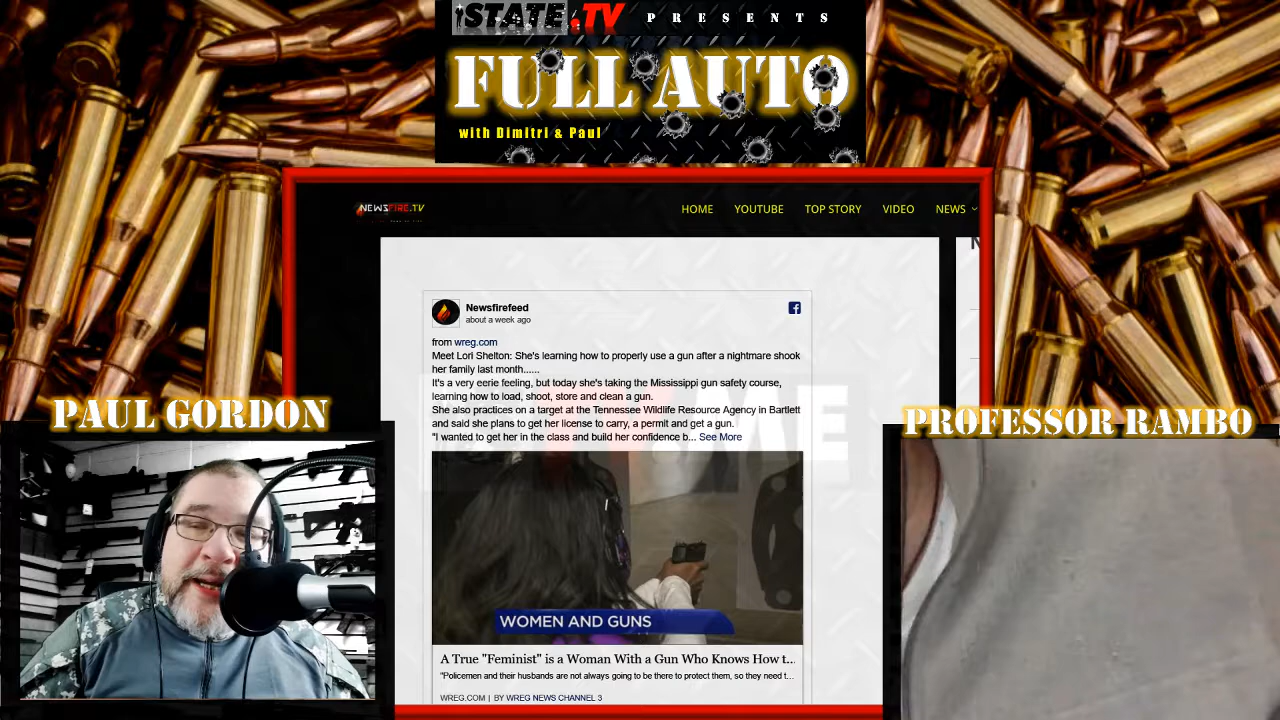 iSTATE.TV PRESENTS
FULL AUTO
with Dimitri & Paul
NEWSFIRE.TV
HOME YOUTUBE TOP STORY VIDEO NEWS
Newsfirefeed
about a week ago
from wreg.com
Meet Lori Shelton: She's learning how to properly use a gun after a nightmare shook
her family last month......
It's a very eerie feeling, but today she's taking the Mississippi gun safety course,
learning how to load, shoot, store and clean a gun.
She also practices on a target at the Tennessee Wildlife Resource Agency in Bartlett
and said she plans to get her license to carry, a permit and get a gun.
"I wanted to get her in the class and build her confidence b... See More
PAUL GORDON
PROFESSOR RAMBO
WOMEN AND GUNS
A True "Feminist" is a Woman With a Gun Who Knows How t...
"Policemen and their husbands are not always going to be there to protect them, so they need t...
WREG.COM | BY WREG NEWS CHANNEL 3